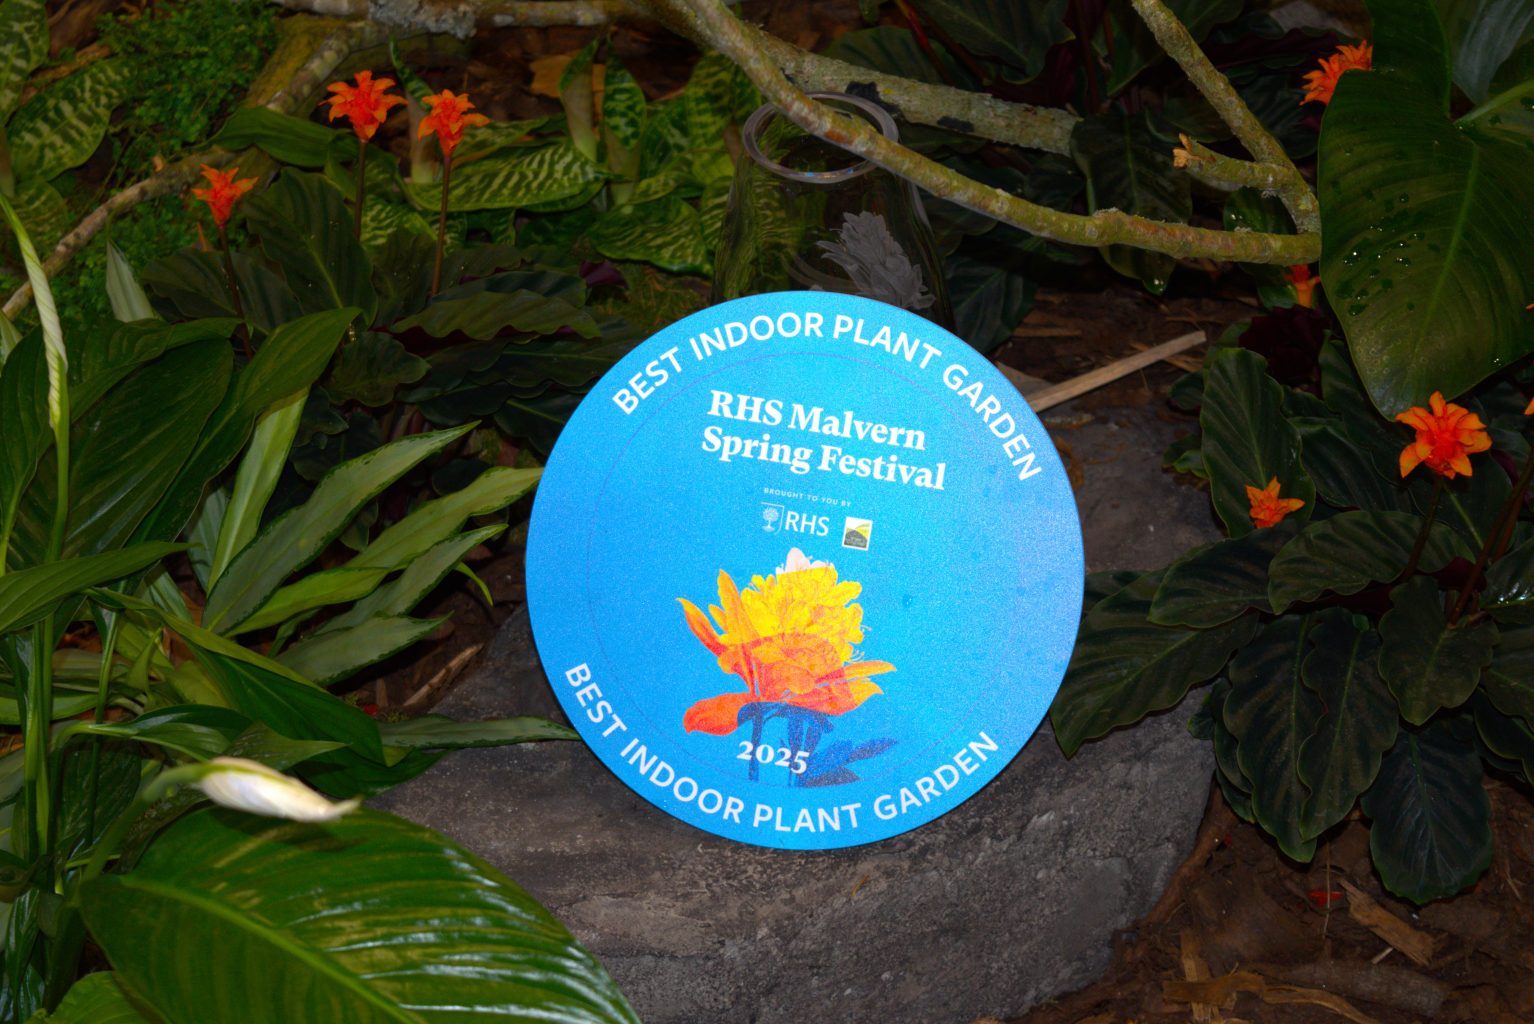 BEST INDOOR PLANT GARDEN
RHS Malvern
Spring Festival
BROUGHT TO YOU BY
RHS
2025
BEST INDOOR PLANT GARDEN